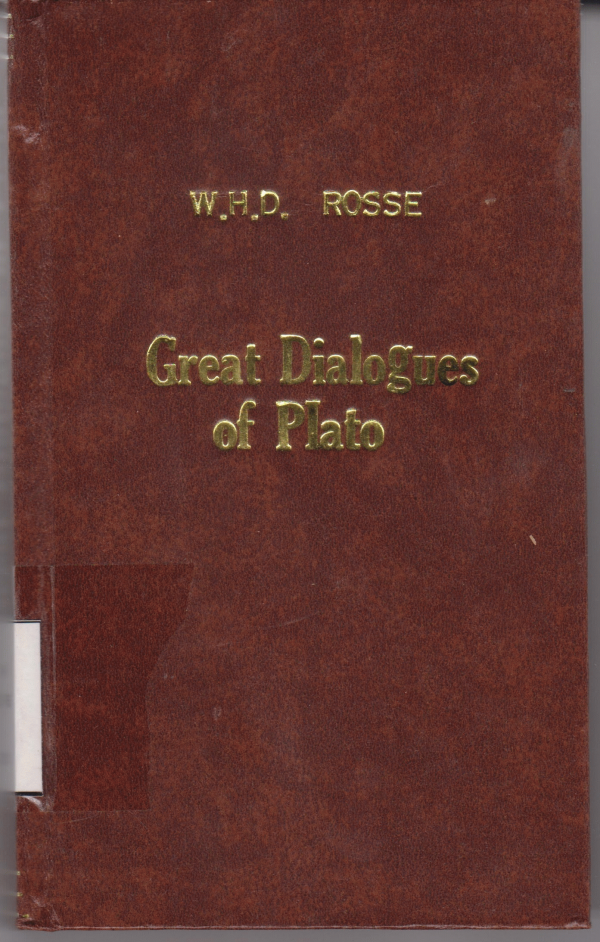 W.H.D. ROSSE
Great Dialogues
of Plato